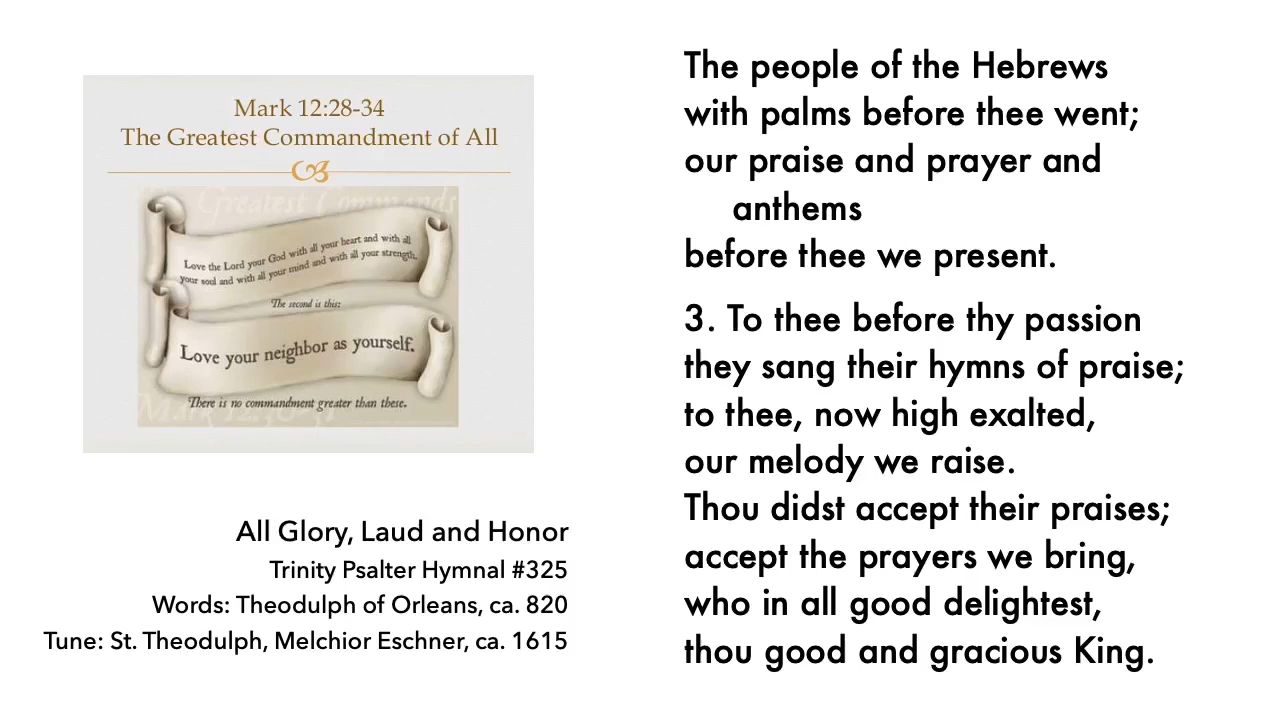 Mark 12:28-34
The Greatest Commandment of All
Greatest Commands
Love the Lord your God with all your heart and with all
your soul and with all your mind and with all your strength.
The second is this:
Love your neighbor as yourself.
There is no commandment greater than these.
All Glory, Laud and Honor
Trinity Psalter Hymnal #325
Words: Theodulph of Orleans, ca. 820
Tune: St. Theodulph, Melchior Eschner, ca. 1615
The people of the Hebrews
with palms before thee went;
our praise and prayer and
anthems
before thee we present.
3. To thee before thy passion
they sang their hymns of praise;
to thee, now high exalted,
our melody we raise.
Thou didst accept their praises;
accept the prayers we bring,
who in all good delightest,
thou good and gracious King.